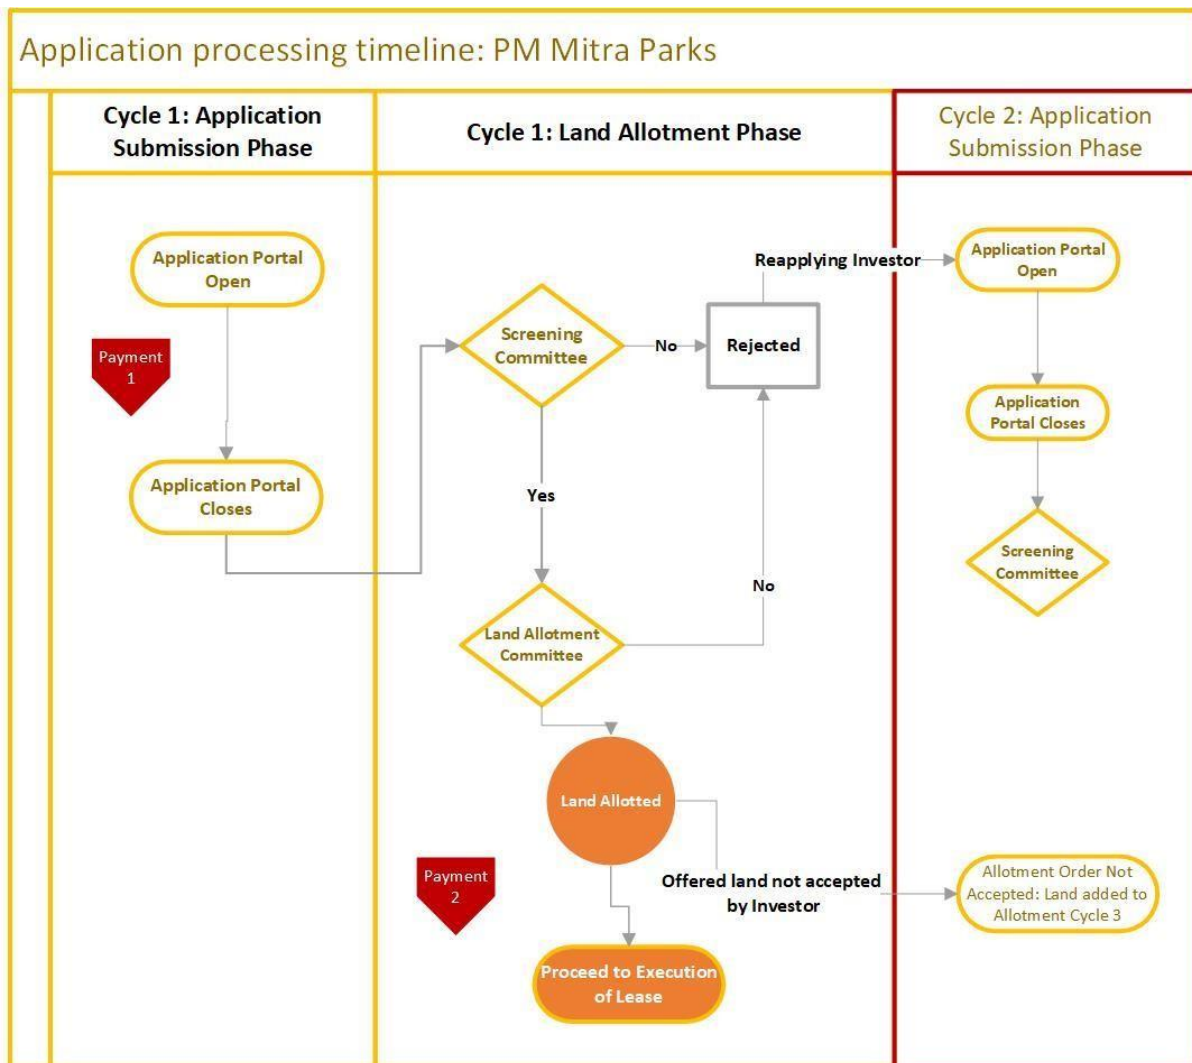 Application processing timeline: PM Mitra Parks
Cycle 1: Application
Submission Phase
Cycle 1: Land Allotment Phase
Cycle 2: Application
Submission Phase
Application Portal
Open
Payment
1
Application Portal
Closes
Screening
Committee
No
Rejected
Reapplying Investor
Yes
Land Allotment
Committee
No
Land Allotted
Payment
2
Offered land not accepted
by Investor
Proceed to Execution
of Lease
Application Portal
Open
Application
Portal Closes
Screening
Committee
Allotment Order Not
Accepted: Land added to
Allotment Cycle 3